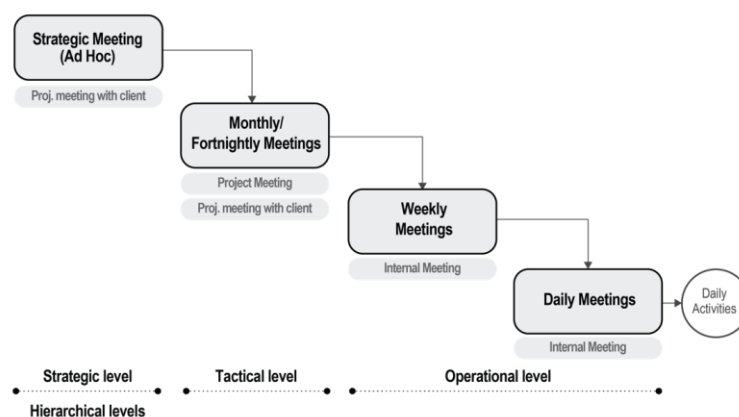 Strategic Meeting
(Ad Hoc)
Proj. meeting with client
Monthly/
Fortnightly Meetings
Project Meeting
Proj. meeting with client
Weekly
Meetings
Internal Meeting
Daily Meetings
Internal Meeting
Daily
Activities
Strategic level
Tactical level
Operational level
Hierarchical levels